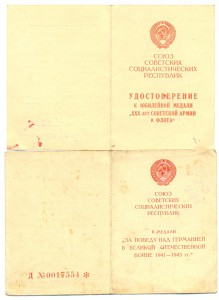 СОЮЗ
СОВЕТСКИХ
СОЦИАЛИСТИЧЕСКИХ
РЕСПУБЛИК
УДОСТОВЕРЕНИЕ
К ЮБИЛЕЙНОЙ МЕДАЛИ
"XXX лет СОВЕТСКОЙ АРМИИ
И ФЛОТА"
СОЮЗ
СОВЕТСКИХ
СОЦИАЛИСТИЧЕСКИХ
РЕСПУБЛИК
К МЕДАЛИ
"ЗА ПОБЕДУ НАД ГЕРМАНИЕЙ
В ВЕЛИКОЙ ОТЕЧЕСТВЕННОЙ
ВОЙНЕ 1941—1945 гг."
Д №0017554 ✻